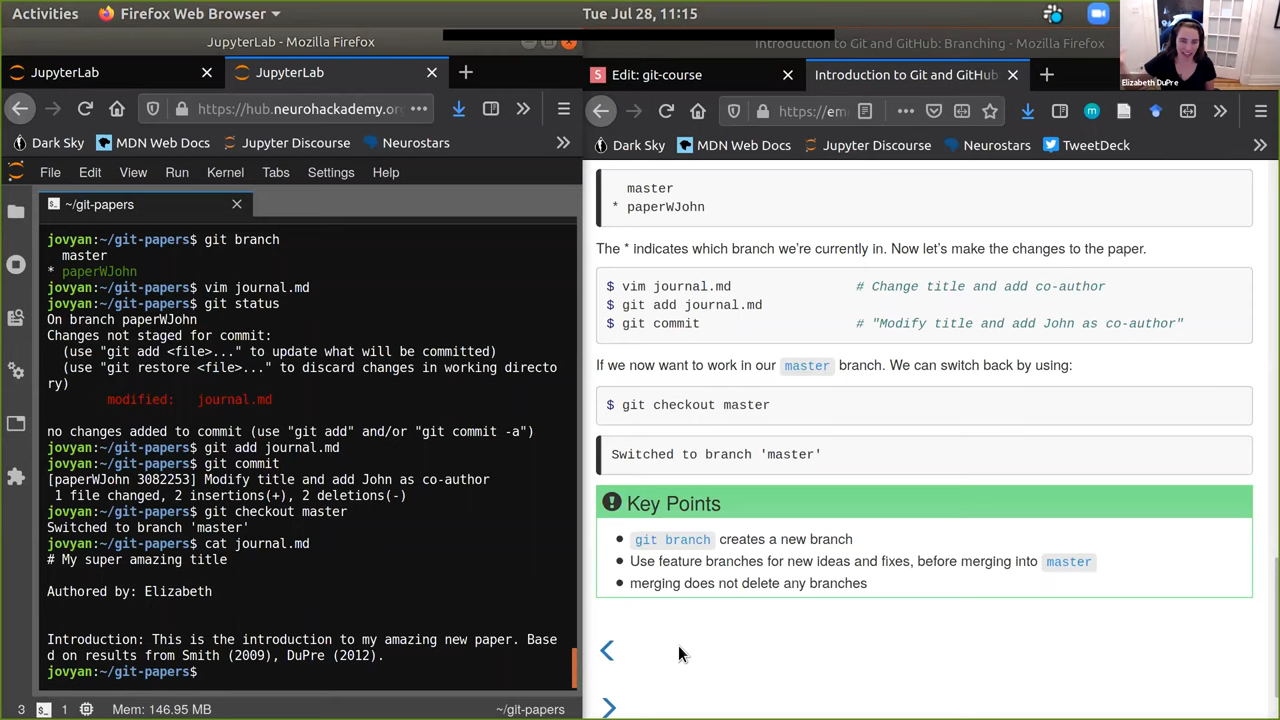 Activities Firefox Web Browser Tue Jul 28, 11:15
JupyterLab - Mozilla Firefox
Introduction to Git and GitHub: Branching - Mozilla Firefox
Elizabeth DuPre
JupyterLab JupyterLab
https://hub.neurohackademy.or
Dark Sky MDN Web Docs Jupyter Discourse Neurostars
File Edit View Run Kernel Tabs Settings Help
~/git-papers
jovyan:~/git-papers$ git branch
master
* paperWJohn
jovyan:~/git-papers$ vim journal.md
jovyan:~/git-papers$ git status
On branch paperWJohn
Changes not staged for commit:
(use "git add <file>..." to update what will be committed)
(use "git restore <file>..." to discard changes in working directo
ry)
modified: journal.md
no changes added to commit (use "git add" and/or "git commit -a")
jovyan:~/git-papers$ git add journal.md
jovyan:~/git-papers$ git commit
[paperWJohn 3082253] Modify title and add John as co-author
1 file changed, 2 insertions(+), 2 deletions(-)
jovyan:~/git-papers$ git checkout master
Switched to branch 'master'
jovyan:~/git-papers$ cat journal.md
# My super amazing title
Authored by: Elizabeth
Introduction: This is the introduction to my amazing new paper. Base
d on results from Smith (2009), DuPre (2012).
jovyan:~/git-papers$
3 1 Mem: 146.95 MB ~/git-papers
Edit: git-course Introduction to Git and GitHub
https://em
Dark Sky MDN Web Docs Jupyter Discourse Neurostars TweetDeck
master
* paperWJohn
The * indicates which branch we're currently in. Now let's make the changes to the paper.
$ vim journal.md # Change title and add co-author
$ git add journal.md
$ git commit # "Modify title and add John as co-author"
If we now want to work in our master branch. We can switch back by using:
$ git checkout master
Switched to branch 'master'
Key Points
git branch creates a new branch
Use feature branches for new ideas and fixes, before merging into master
merging does not delete any branches